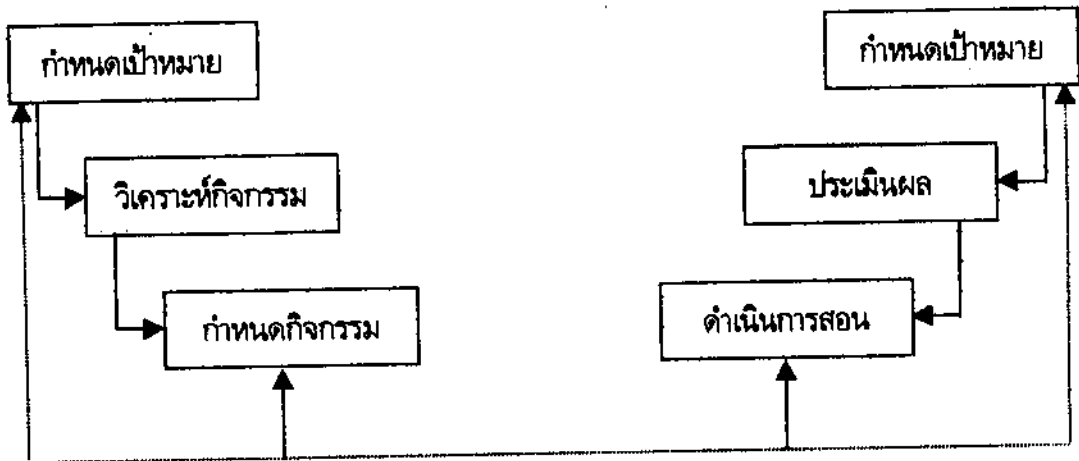 กำหนดเป้าหมาย
กำหนดเป้าหมาย
วิเคราะห์กิจกรรม
ประเมินผล
กำหนดกิจกรรม
ดำเนินการสอน